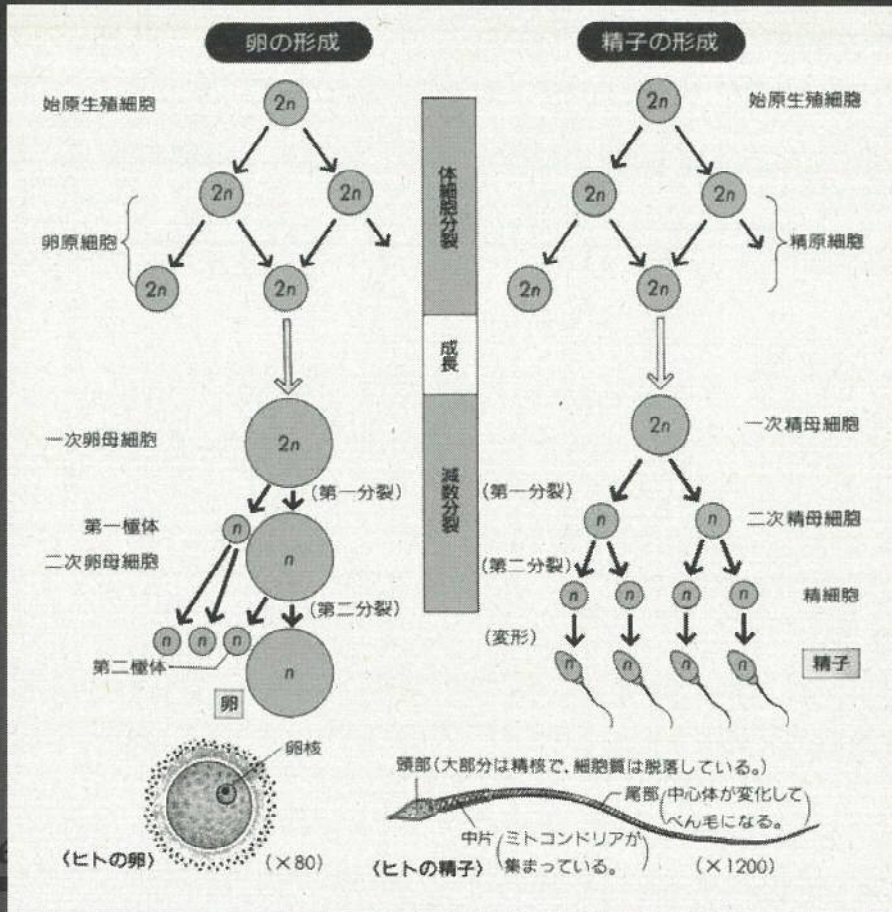 卵の形成
精子の形成
始原生殖細胞
2n
2n
始原生殖細胞
2n
2n
2n
2n
卵原細胞
体細胞分裂
精原細胞
2n
2n
2n
2n
成長
一次卵母細胞
2n
2n
一次精母細胞
減数分裂
(第一分裂)
(第一分裂)
第一極体
n
n
n
n
二次精母細胞
二次卵母細胞
(第二分裂)
(第二分裂)
n
n
n
n
精細胞
n
n
n
n
(変形)
第二極体
卵
n
n
n
n
精子
卵核
頭部(大部分は精核で、細胞質は脱落している。)
尾部(中心体が変化して
べん毛になる。)
中片(ミトコンドリアが
集まっている。)
〈ヒトの卵〉
(×80)
〈ヒトの精子〉
(×1200)